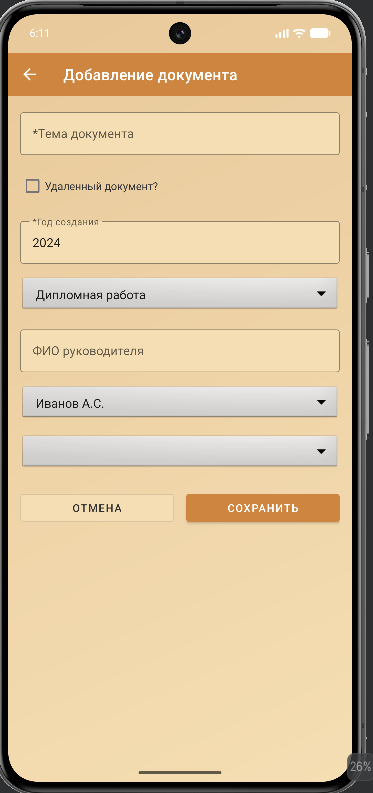 6:11
Добавление документа
*Тема документа
Удаленный документ?
*Год создания
2024
Дипломная работа
ФИО руководителя
Иванов А.С.
ОТМЕНА
СОХРАНИТЬ
26%